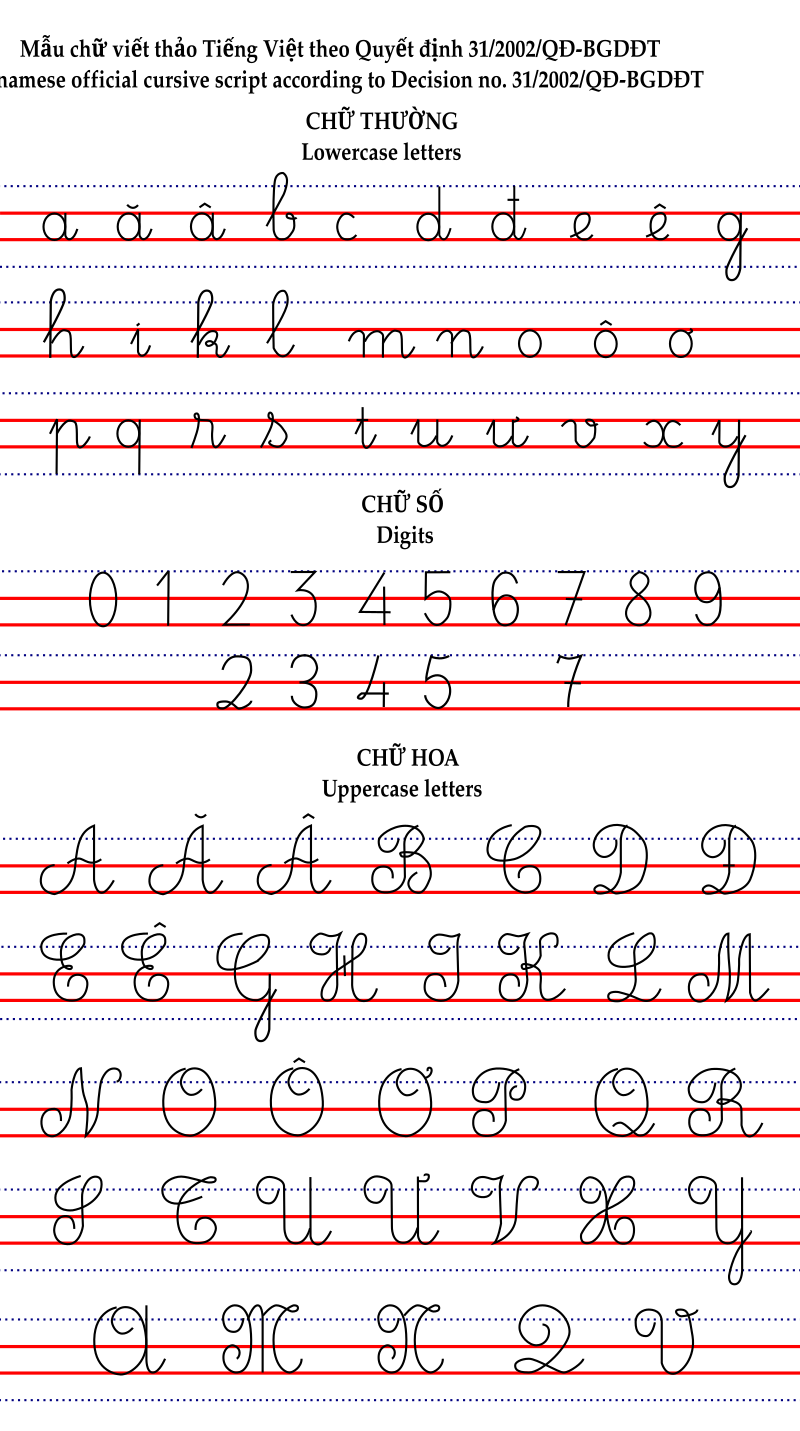 Mẫu chữ viết thảo Tiếng Việt theo Quyết định 31/2002/QĐ-BGDĐT
namese official cursive script according to Decision no. 31/2002/QĐ-BGDĐT
CHỮ THƯỜNG
Lowercase letters
a ă â b c d đ e ê g
h i k l m n o ô ơ
p q r s t u ư v x y
CHỮ SỐ
Digits
0 1 2 3 4 5 6 7 8 9
2 3 4 5 7
CHỮ HOA
Uppercase letters
A Ă Â B C D Đ
E Ê G H I K L M
N O Ô Ơ P Q R
S T U Ư V X Y
A M N Q V